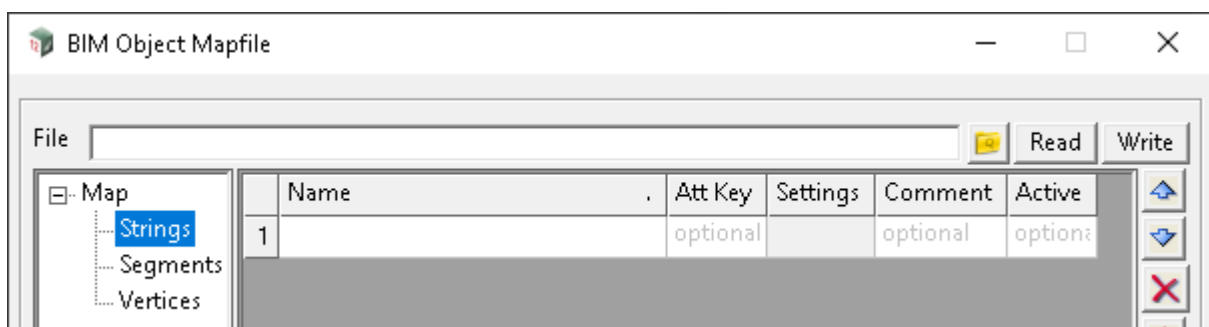 BIM Object Mapfile
File Read Write
Map Name Att Key Settings Comment Active
Strings 1 optional optional optiona
Segments
Vertices